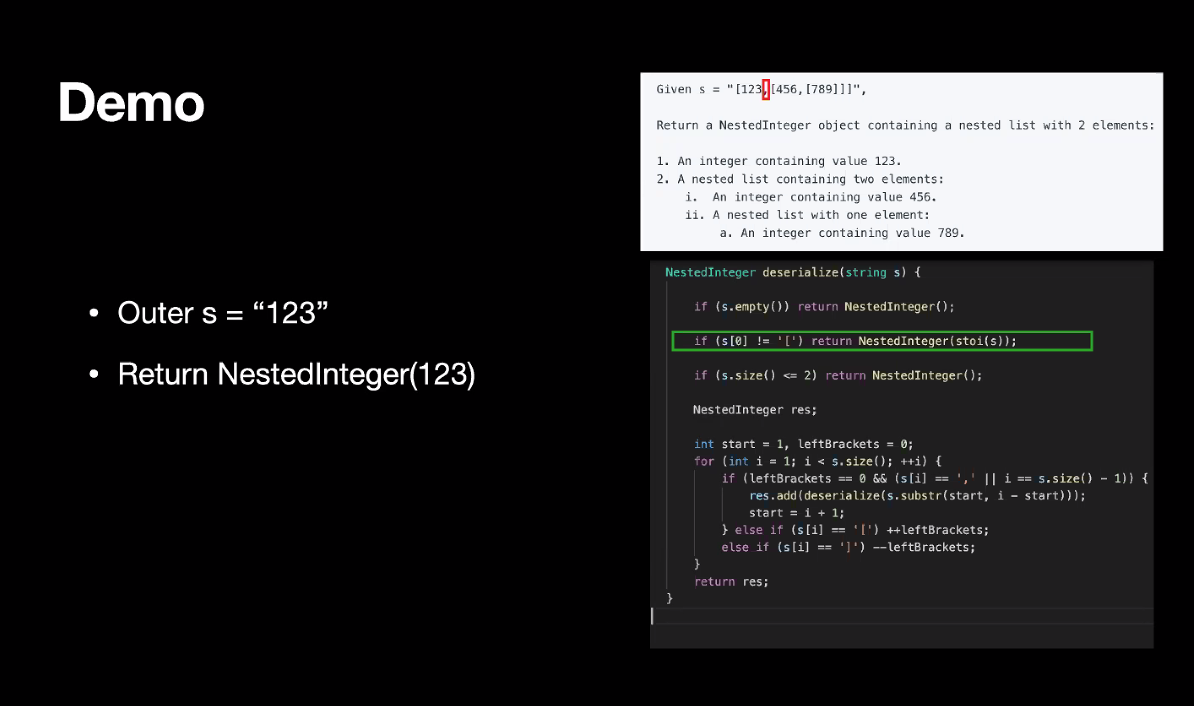 Demo
• Outer s = “123”
• Return NestedInteger(123)
Given s = "[123,[456,[789]]]",
Return a NestedInteger object containing a nested list with 2 elements:
1. An integer containing value 123.
2. A nested list containing two elements:
i. An integer containing value 456.
ii. A nested list with one element:
a. An integer containing value 789.
NestedInteger deserialize(string s) {
if (s.empty()) return NestedInteger();
if (s[0] != '[') return NestedInteger(stoi(s));
if (s.size() <= 2) return NestedInteger();
NestedInteger res;
int start = 1, leftBrackets = 0;
for (int i = 1; i < s.size(); ++i) {
if (leftBrackets == 0 && (s[i] == ',' || i == s.size() - 1)) {
res.add(deserialize(s.substr(start, i - start)));
start = i + 1;
} else if (s[i] == '[') ++leftBrackets;
else if (s[i] == ']') --leftBrackets;
}
return res;
}